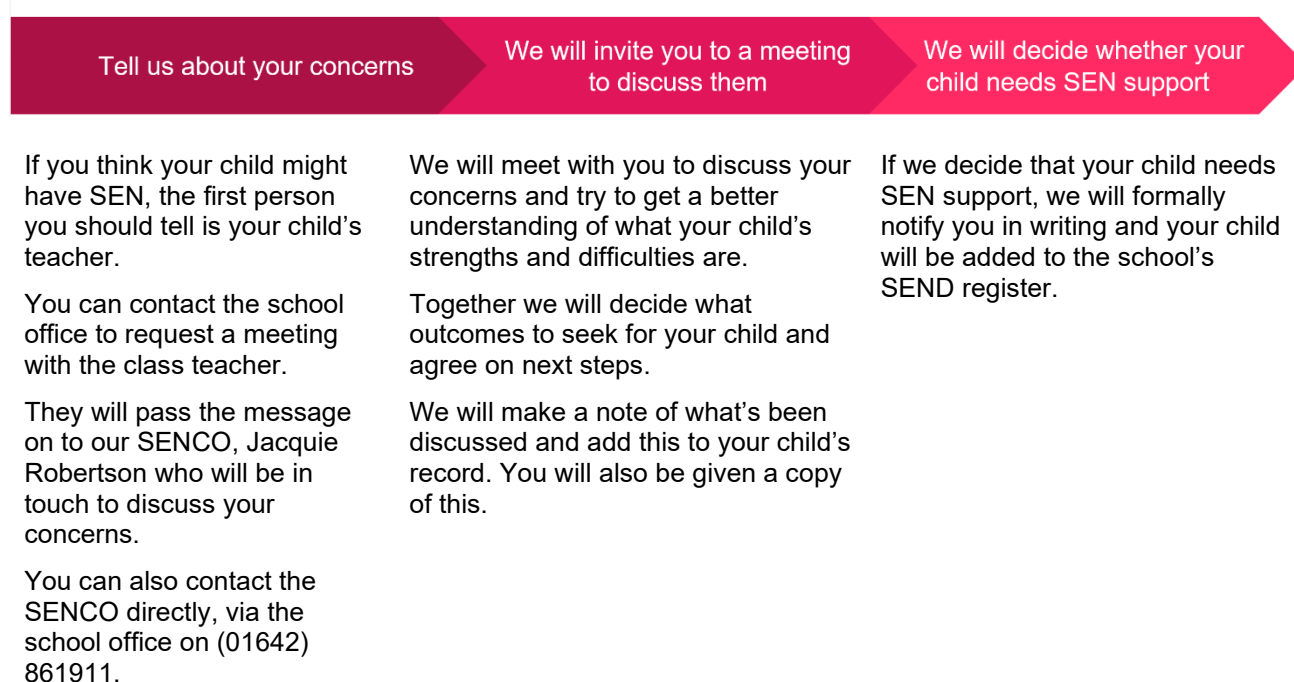 Tell us about your concerns
We will invite you to a meeting
to discuss them
We will decide whether your
child needs SEN support
If you think your child might
have SEN, the first person
you should tell is your child’s
teacher.
You can contact the school
office to request a meeting
with the class teacher.
They will pass the message
on to our SENCO, Jacquie
Robertson who will be in
touch to discuss your
concerns.
You can also contact the
SENCO directly, via the
school office on (01642)
861911.
We will meet with you to discuss your
concerns and try to get a better
understanding of what your child’s
strengths and difficulties are.
Together we will decide what
outcomes to seek for your child and
agree on next steps.
We will make a note of what’s been
discussed and add this to your child’s
record. You will also be given a copy
of this.
If we decide that your child needs
SEN support, we will formally
notify you in writing and your child
will be added to the school’s
SEND register.